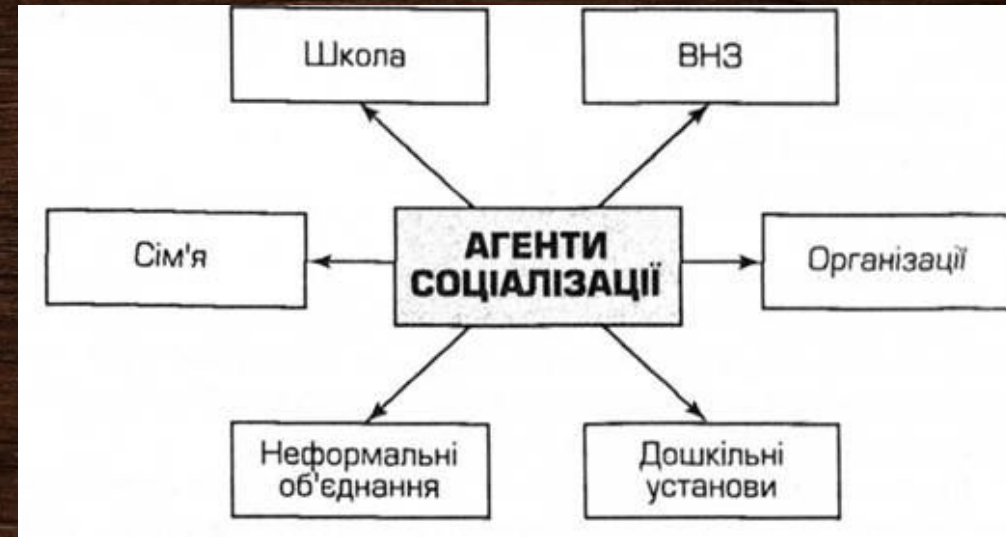 Школа
ВНЗ
Сім'я
АГЕНТИ
СОЦІАЛІЗАЦІЇ
Організації
Неформальні
об'єднання
Дошкільні
установи